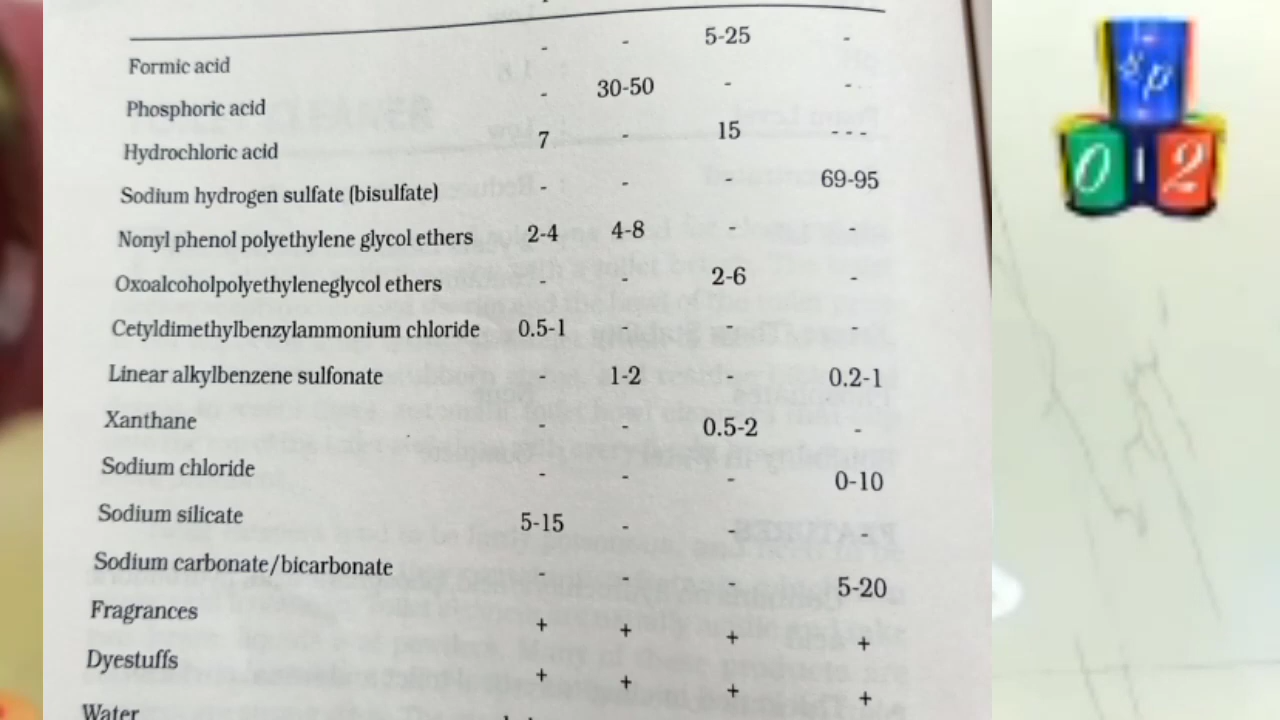 Formic acid - - 5-25 -
Phosphoric acid - 30-50 - -
Hydrochloric acid 7 - 15 ---
Sodium hydrogen sulfate (bisulfate) - - 69-95
Nonyl phenol polyethylene glycol ethers 2-4 4-8 - -
Oxoalcoholpolyethyleneglycol ethers - - 2-6 -
Cetyldimethylbenzylammonium chloride 0.5-1
Linear alkylbenzene sulfonate 1-2 0.2-1
Xanthane - - 0.5-2 -
Sodium chloride - - - 0-10
Sodium silicate 5-15 - - -
Sodium carbonate/bicarbonate - - - 5-20
Fragrances + + + +
Dyestuffs + + + +
Water
0 2